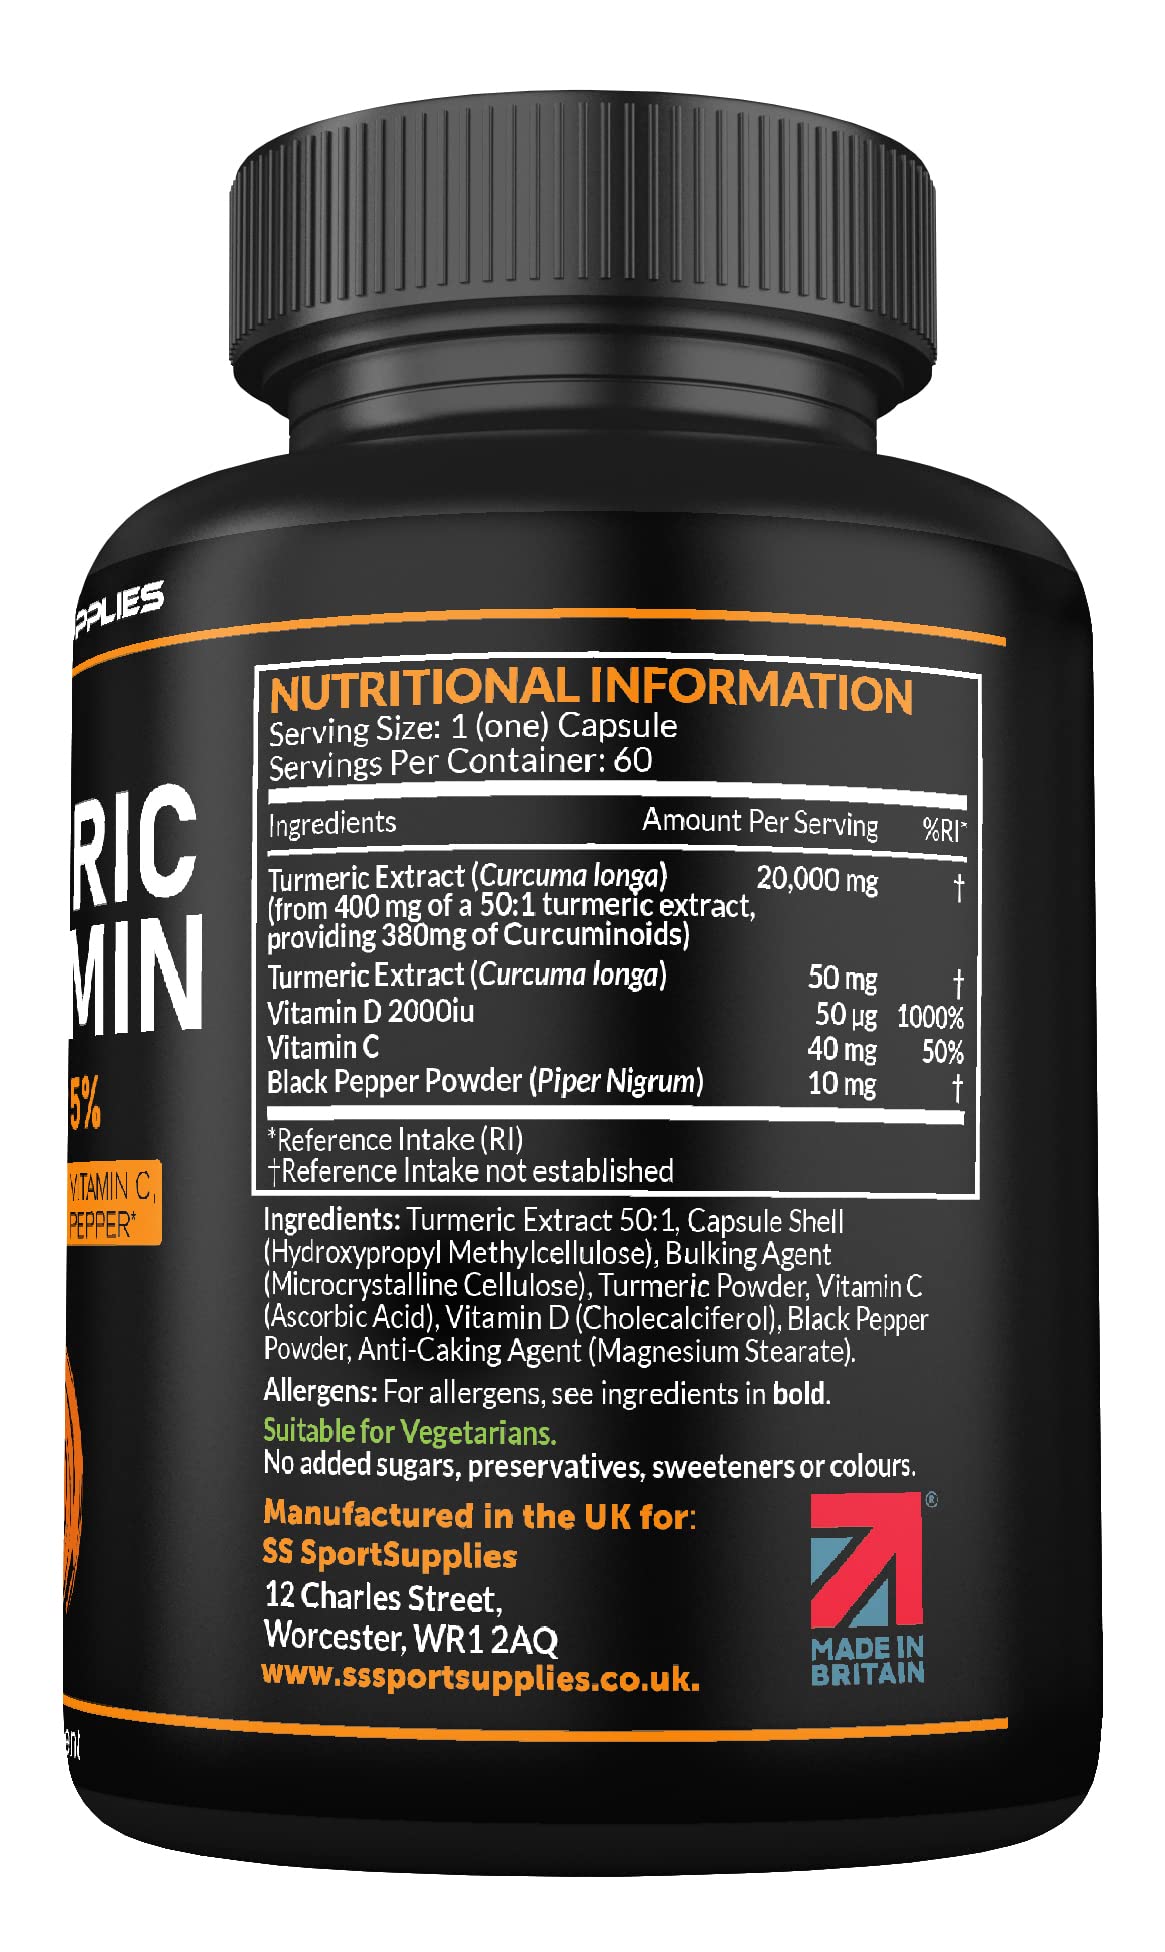 PPLIES
NUTRITIONAL INFORMATION
Serving Size: 1 (one) Capsule
Servings Per Container: 60
Ingredients Amount Per Serving %RI*
Turmeric Extract (Curcuma longa) 20,000 mg †
(from 400 mg of a 50:1 turmeric extract,
providing 380mg of Curcuminoids)
Turmeric Extract (Curcuma longa) 50 mg †
Vitamin D 2000iu 50 µg 1000%
Vitamin C 40 mg 50%
Black Pepper Powder (Piper Nigrum) 10 mg †
*Reference Intake (RI)
†Reference Intake not established
RIC
MIN
5%
VITAMIN C,
PEPPER*
Ingredients: Turmeric Extract 50:1, Capsule Shell
(Hydroxypropyl Methylcellulose), Bulking Agent
(Microcrystalline Cellulose), Turmeric Powder, Vitamin C
(Ascorbic Acid), Vitamin D (Cholecalciferol), Black Pepper
Powder, Anti-Caking Agent (Magnesium Stearate).
Allergens: For allergens, see ingredients in bold.
Suitable for Vegetarians.
No added sugars, preservatives, sweeteners or colours.
Manufactured in the UK for:
SS SportSupplies
12 Charles Street,
Worcester, WR1 2AQ
www.sssportsupplies.co.uk.
®
MADE IN
BRITAIN
ent